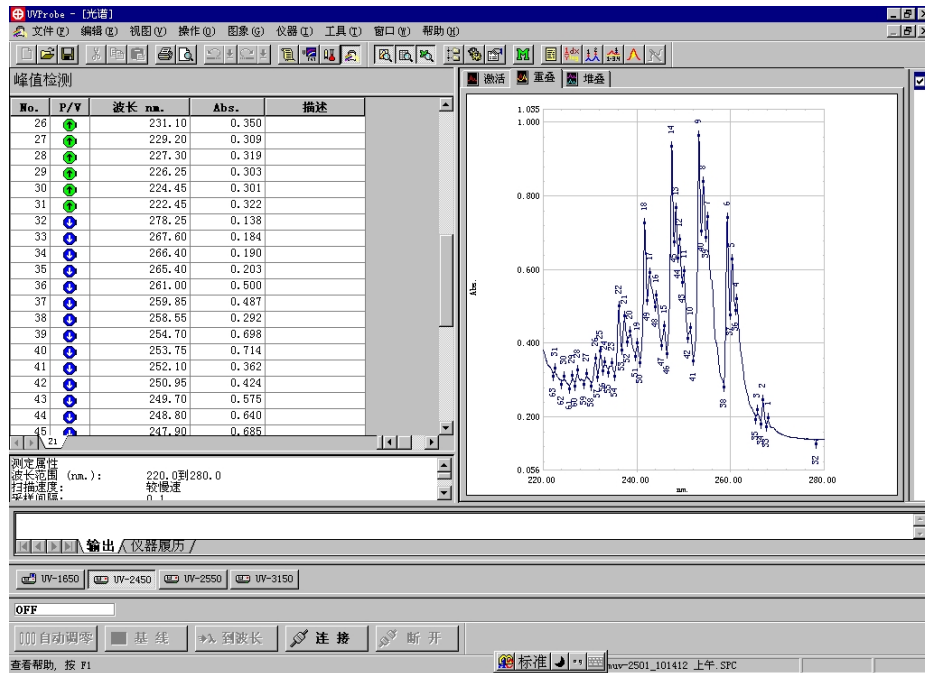 UVProbe - [光谱]
文件(F) 编辑(E) 视图(V) 操作(O) 图象(G) 仪器(I) 工具(T) 窗口(W) 帮助(H)
峰值检测
No. P/V 波长 nm. Abs. 描述
26 231.10 0.350
27 229.20 0.309
28 227.30 0.319
29 226.25 0.303
30 224.45 0.301
31 222.45 0.322
32 278.25 0.138
33 267.60 0.184
34 266.40 0.190
35 265.40 0.203
36 261.00 0.500
37 259.85 0.487
38 258.55 0.292
39 254.70 0.698
40 253.75 0.714
41 252.10 0.362
42 250.95 0.424
43 249.70 0.575
44 248.80 0.640
45 247.90 0.685
21
测定属性
波长范围 (nm.): 220.0到280.0
扫描速度: 较慢速
采样间隔: 0.1
激活 重叠 堆叠
1.035
1.000
0.800
0.600
0.400
0.200
0.056
Abs.
220.00 240.00 260.00 280.00
nm.
输出 仪器履历
UV-1650 UV-2450 UV-2550 UV-3150
OFF
自动调零 基线 到波长 连接 断开
查看帮助, 按 F1
标准
muv-2501_101412 上午.SPC